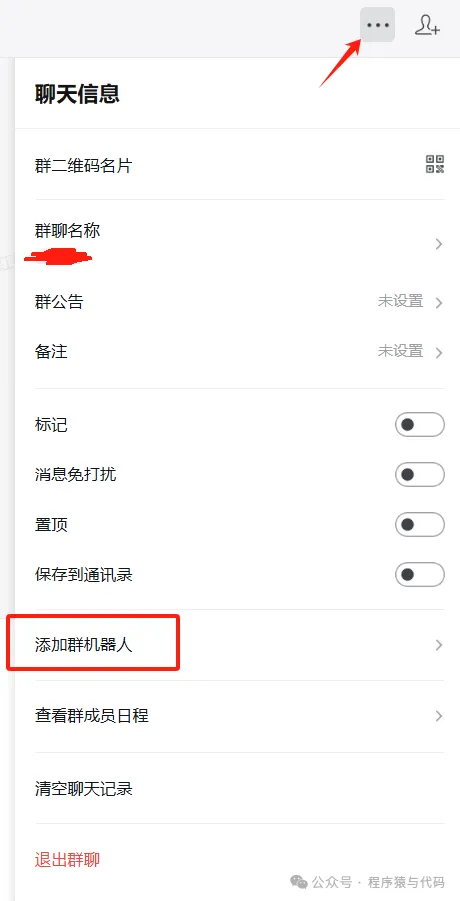 聊天信息
群二维码名片
群聊名称
群公告 未设置
备注 未设置
标记
消息免打扰
置顶
保存到通讯录
添加群机器人
查看群成员日程
清空聊天记录
退出群聊
公众号 · 程序猿与代码